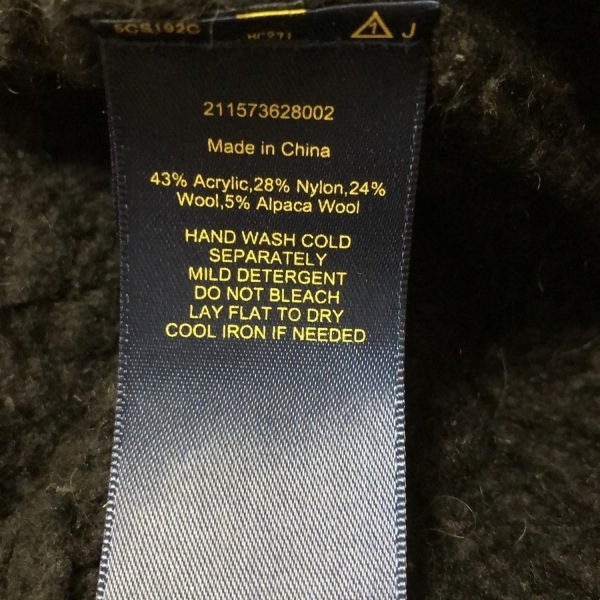 1 J
211573628002
Made in China
43% Acrylic,28% Nylon,24%
Wool,5% Alpaca Wool
HAND WASH COLD
SEPARATELY
MILD DETERGENT
DO NOT BLEACH
LAY FLAT TO DRY
COOL IRON IF NEEDED